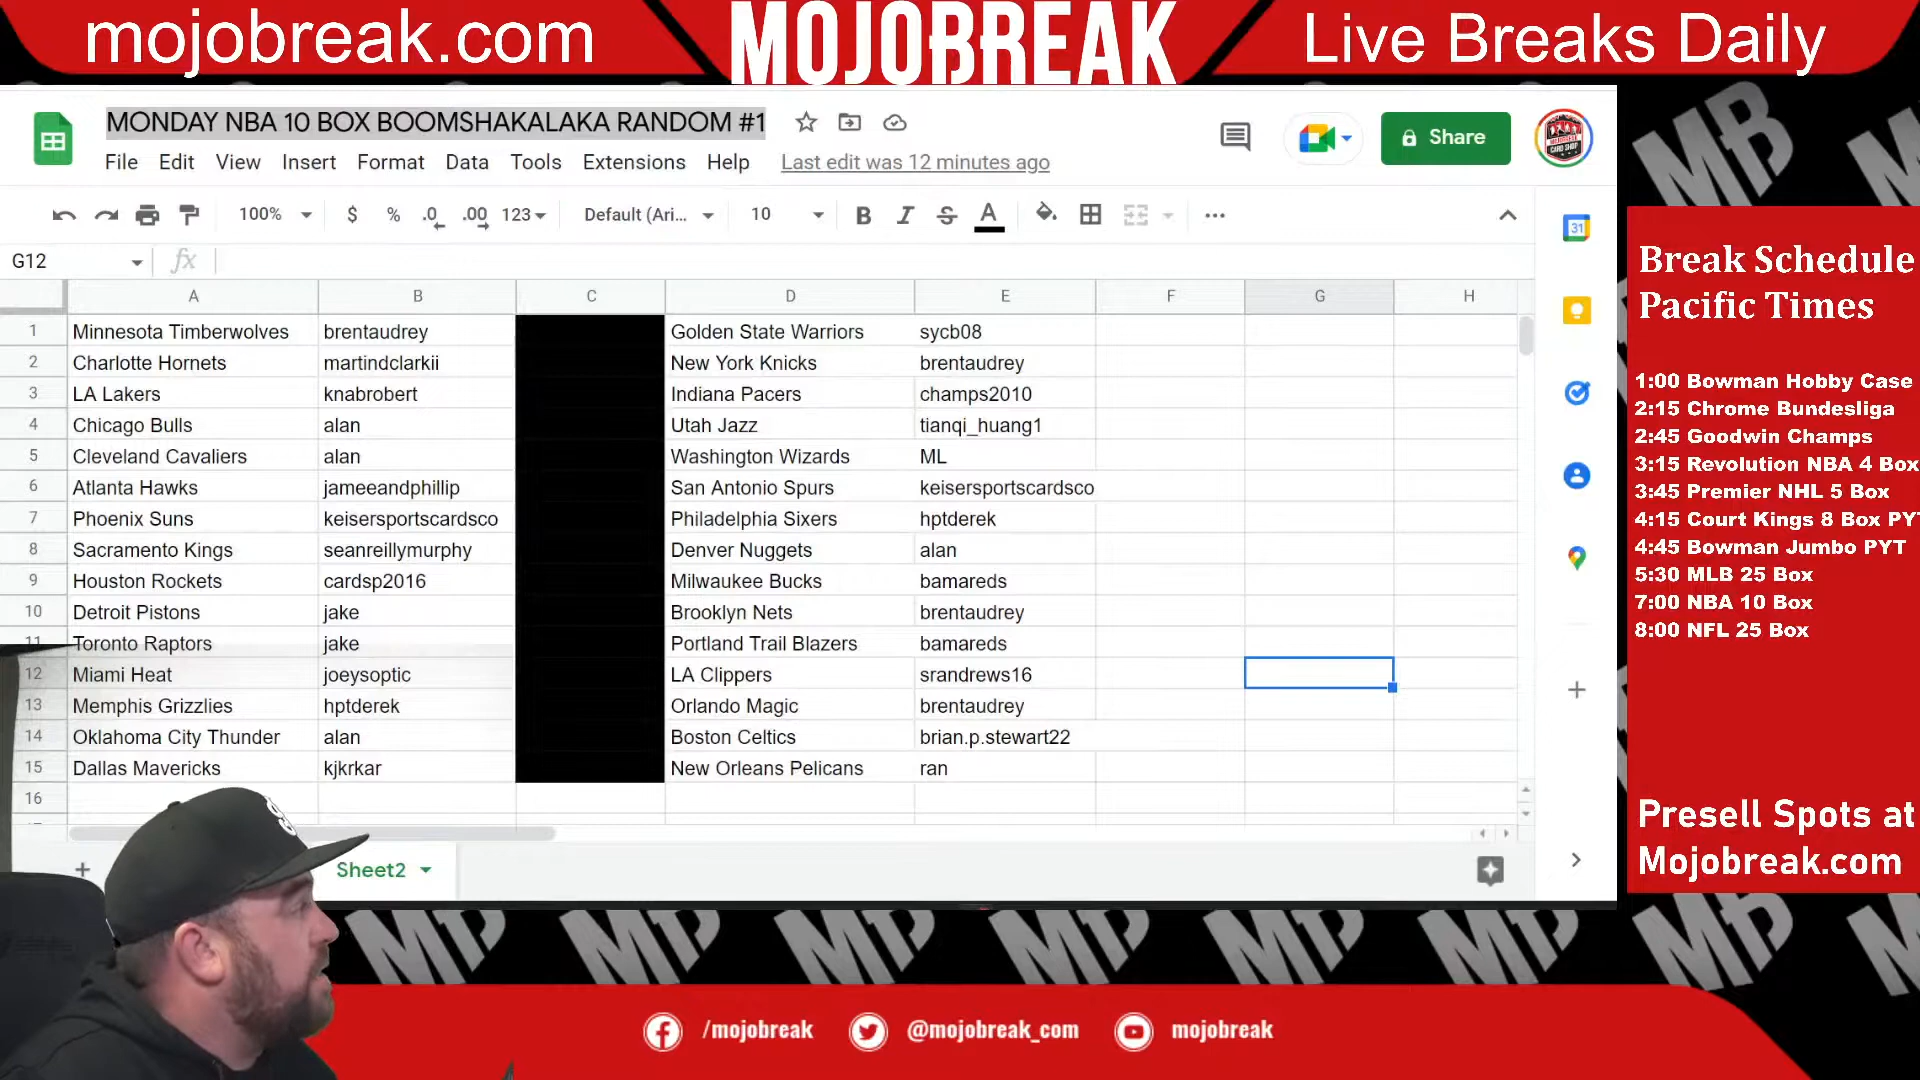 mojobreak.com
MOJOBREAK
Live Breaks Daily
MONDAY NBA 10 BOX BOOMSHAKALAKA RANDOM #1
Share
File Edit View Insert Format Data Tools Extensions Help Last edit was 12 minutes ago
100% $ % .0 .00 123 Default (Ari... 10 B I S A ...
G12 fx
A B C D E F G H
1 Minnesota Timberwolves brentaudrey Golden State Warriors sycb08
2 Charlotte Hornets martindclarkii New York Knicks brentaudrey
3 LA Lakers knabrobert Indiana Pacers champs2010
4 Chicago Bulls alan Utah Jazz tianqi_huang1
5 Cleveland Cavaliers alan Washington Wizards ML
6 Atlanta Hawks jameeandphillip San Antonio Spurs keisersportscardsco
7 Phoenix Suns keisersportscardsco Philadelphia Sixers hptderek
8 Sacramento Kings seanreillymurphy Denver Nuggets alan
9 Houston Rockets cardsp2016 Milwaukee Bucks bamareds
10 Detroit Pistons jake Brooklyn Nets brentaudrey
11 Toronto Raptors jake Portland Trail Blazers bamareds
12 Miami Heat joeysoptic LA Clippers srandrews16
13 Memphis Grizzlies hptderek Orlando Magic brentaudrey
14 Oklahoma City Thunder alan Boston Celtics brian.p.stewart22
15 Dallas Mavericks kjkrkar New Orleans Pelicans ran
16
Sheet2
31
Break Schedule
Pacific Times
1:00 Bowman Hobby Case
2:15 Chrome Bundesliga
2:45 Goodwin Champs
3:15 Revolution NBA 4 Box
3:45 Premier NHL 5 Box
4:15 Court Kings 8 Box PYT
4:45 Bowman Jumbo PYT
5:30 MLB 25 Box
7:00 NBA 10 Box
8:00 NFL 25 Box
Presell Spots at
Mojobreak.com
/mojobreak @mojobreak_com mojobreak